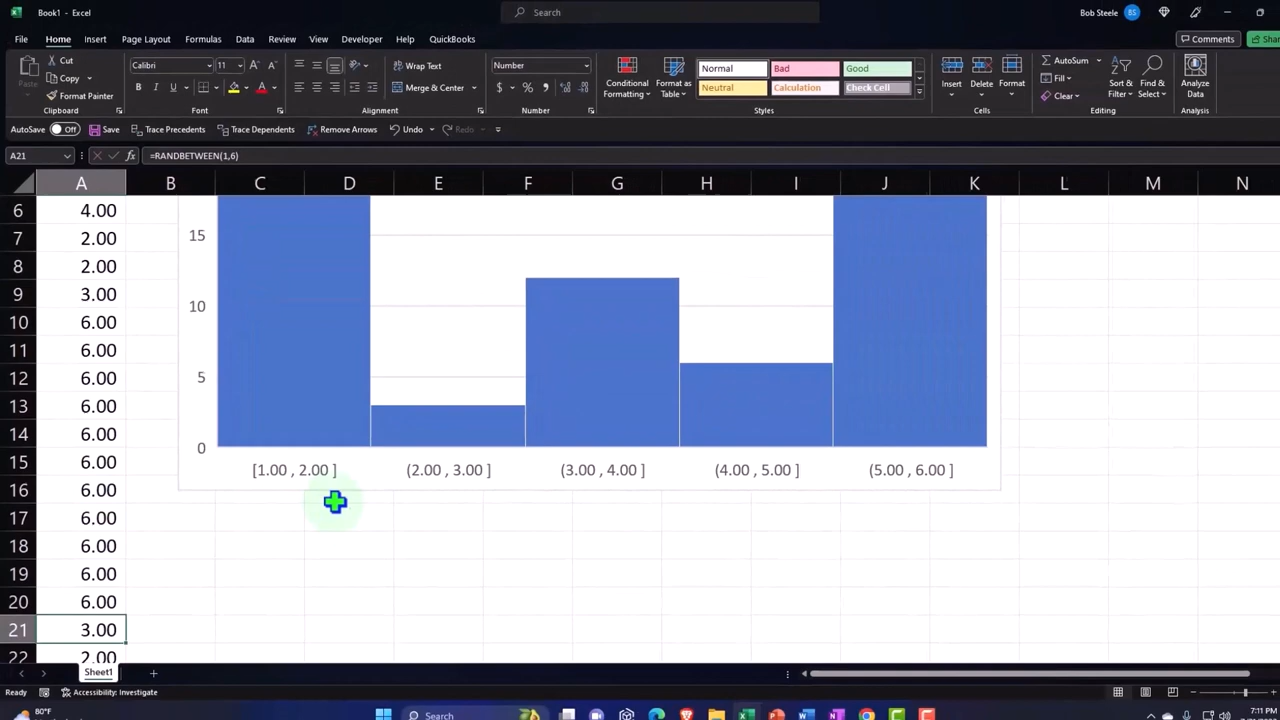 Book1 - Excel
Search
Bob Steele BS
File Home Insert Page Layout Formulas Data Review View Developer Help QuickBooks Comments
Paste Cut Copy Format Painter Clipboard
Calibri 11 B I U A Font
Wrap Text Merge & Center Alignment
Number $ % Number
Conditional Formatting Format as Table Normal Bad Good Neutral Calculation Check Cell Styles
Insert Delete Format Cells
AutoSum Fill Clear Sort & Filter Find & Select Editing
Analyze Data Analysis
AutoSave Off Save Trace Precedents Trace Dependents Remove Arrows Undo Redo
A21 fx =RANDBETWEEN(1,6)
A B C D E F G H I J K L M N
6 4.00
7 2.00
8 2.00
9 3.00
10 6.00
11 6.00
12 6.00
13 6.00
14 6.00
15 6.00
16 6.00
17 6.00
18 6.00
19 6.00
20 6.00
21 3.00
22 2.00
15
10
5
0
[1.00 , 2.00 ] (2.00 , 3.00 ] (3.00 , 4.00 ] (4.00 , 5.00 ] (5.00 , 6.00 ]
Sheet1
Ready Accessibility: Investigate
80°F Search 7:11 PM